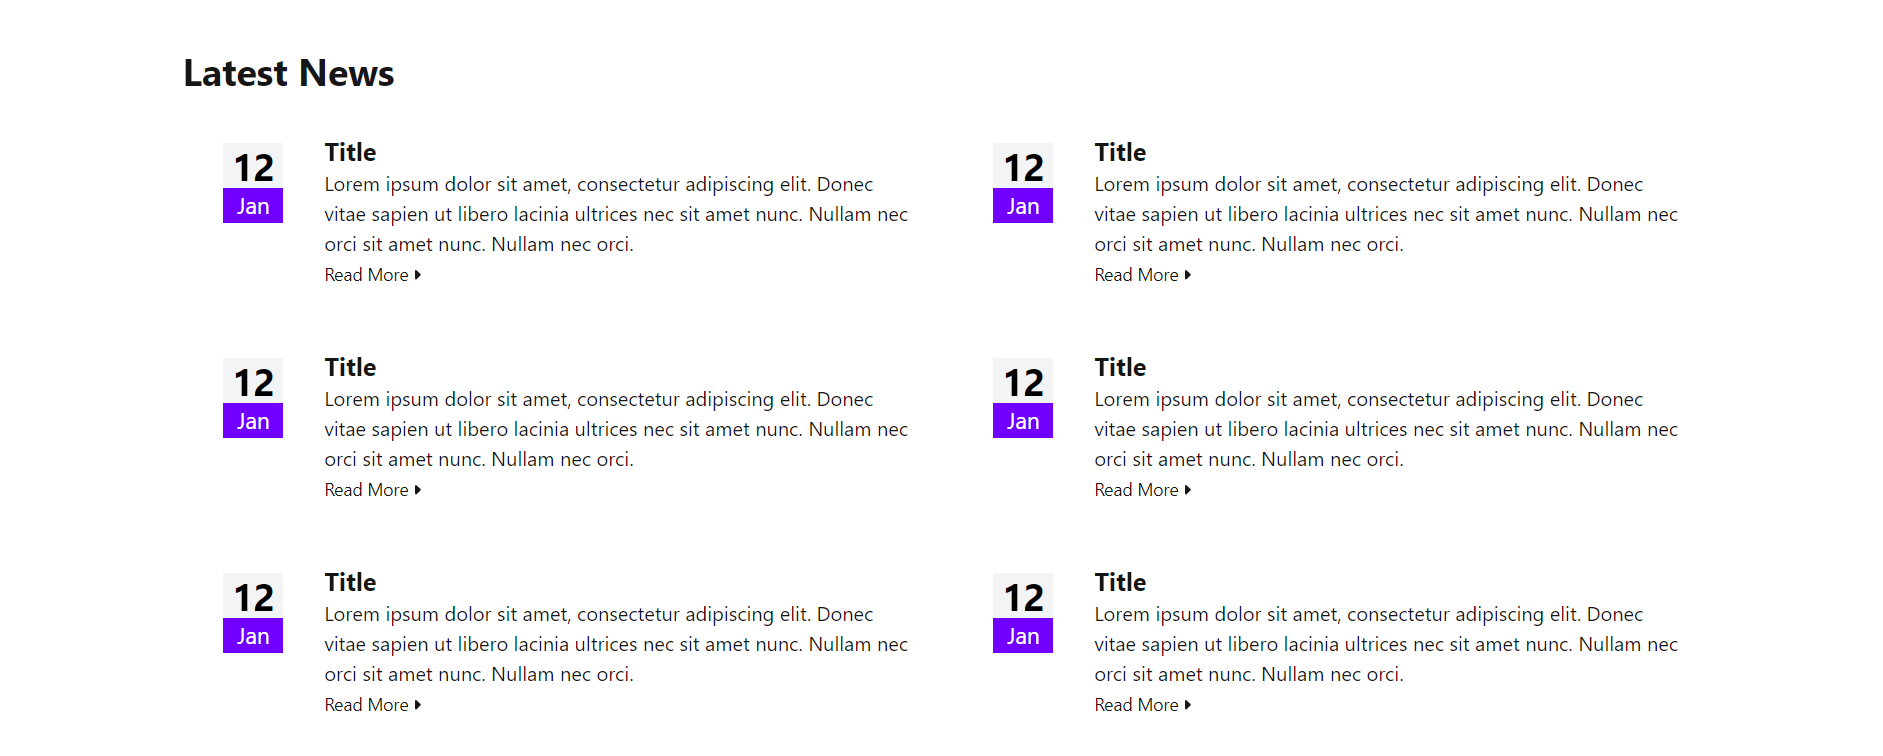 Latest News
12
Jan
Title
Lorem ipsum dolor sit amet, consectetur adipiscing elit. Donec
vitae sapien ut libero lacinia ultrices nec sit amet nunc. Nullam nec
orci sit amet nunc. Nullam nec orci.
Read More
12
Jan
Title
Lorem ipsum dolor sit amet, consectetur adipiscing elit. Donec
vitae sapien ut libero lacinia ultrices nec sit amet nunc. Nullam nec
orci sit amet nunc. Nullam nec orci.
Read More
12
Jan
Title
Lorem ipsum dolor sit amet, consectetur adipiscing elit. Donec
vitae sapien ut libero lacinia ultrices nec sit amet nunc. Nullam nec
orci sit amet nunc. Nullam nec orci.
Read More
12
Jan
Title
Lorem ipsum dolor sit amet, consectetur adipiscing elit. Donec
vitae sapien ut libero lacinia ultrices nec sit amet nunc. Nullam nec
orci sit amet nunc. Nullam nec orci.
Read More
12
Jan
Title
Lorem ipsum dolor sit amet, consectetur adipiscing elit. Donec
vitae sapien ut libero lacinia ultrices nec sit amet nunc. Nullam nec
orci sit amet nunc. Nullam nec orci.
Read More
12
Jan
Title
Lorem ipsum dolor sit amet, consectetur adipiscing elit. Donec
vitae sapien ut libero lacinia ultrices nec sit amet nunc. Nullam nec
orci sit amet nunc. Nullam nec orci.
Read More